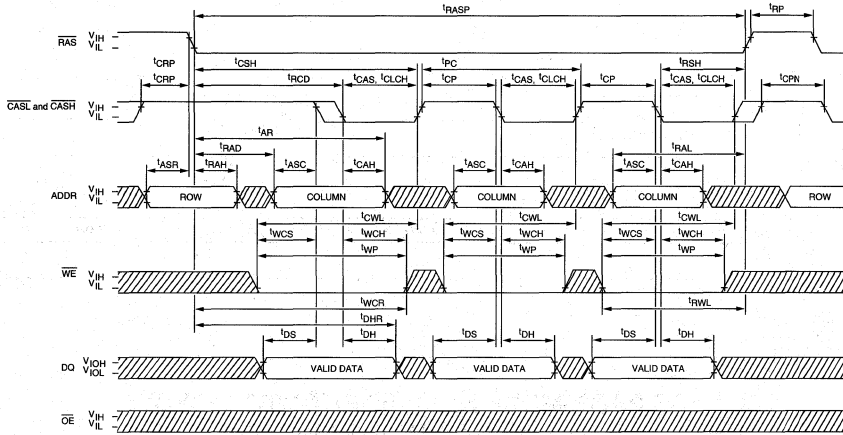 tRASP tRP
RAS VIH VIL
tCRP tCSH tPC tRSH
tCRP tRCD tCAS, tCLCH tCP tCAS, tCLCH tCP tCAS, tCLCH tCPN
CASL and CASH VIH VIL
tAR
tRAD tRAL
tASR tRAH tASC tCAH tASC tCAH tASC tCAH
ADDR VIH VIL ROW COLUMN COLUMN COLUMN ROW
tCWL tCWL tCWL
tWCS tWCH tWCS tWCH tWCS tWCH
tWP tWP tWP
WE VIH VIL
tWCR tRWL
tDHR
tDS tDH tDS tDH tDS tDH
DQ VIOH VIOL VALID DATA VALID DATA VALID DATA
OE VIH VIL